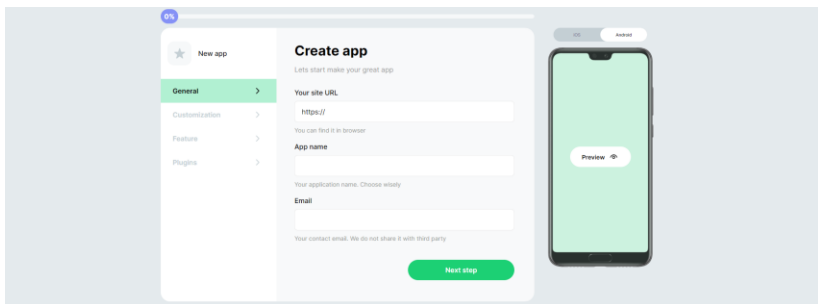 0%
New app
General
Customization
Feature
Plugins
Create app
Lets start make your great app
Your site URL
https://
You can find it in browser
App name
Your application name. Choose wisely
Email
Your contact email. We do not share it with third party
Next step
iOS
Android
Preview